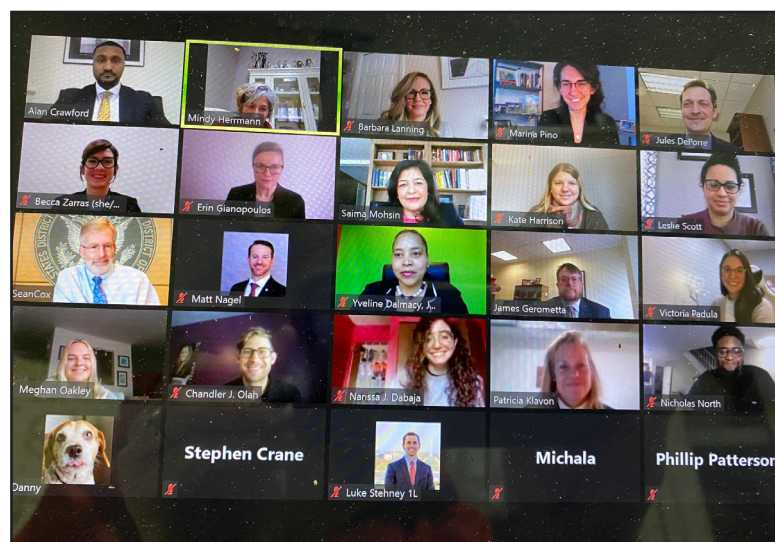 Alan Crawford
Mindy Herrmann
Barbara Lanning
Marina Pino
Jules DePorre
Becca Zarras (she/...
Erin Gianopoulos
Saima Mohsin
Kate Harrison
Leslie Scott
SeanCox
Matt Nagel
Yveline Dalmacy, J...
James Gerometta
Victoria Padula
Meghan Oakley
Chandler J. Olah
Narissa J. Dabaja
Patricia Klavon
Nicholas North
Danny
Stephen Crane
Luke Stehney 1L
Michala
Phillip Patterson